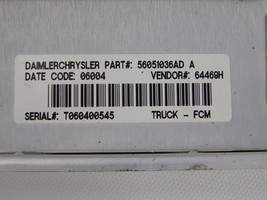 DAIMLERCHRYSLER PART#: 56051036AD A
DATE CODE: 06004 VENDOR#: 64469H
SERIAL#: T060400545 TRUCK - FCM